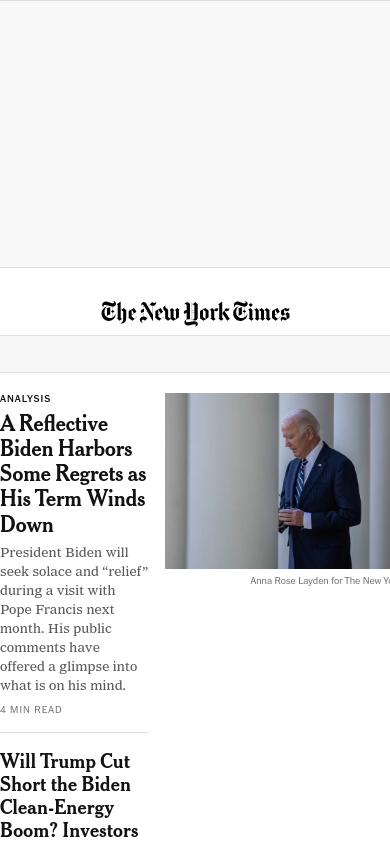 The New York Times
ANALYSIS
A Reflective
Biden Harbors
Some Regrets as
His Term Winds
Down
President Biden will
seek solace and “relief”
during a visit with
Pope Francis next
month. His public
comments have
offered a glimpse into
what is on his mind.
4 MIN READ
Anna Rose Layden for The New Yo
Will Trump Cut
Short the Biden
Clean-Energy
Boom? Investors